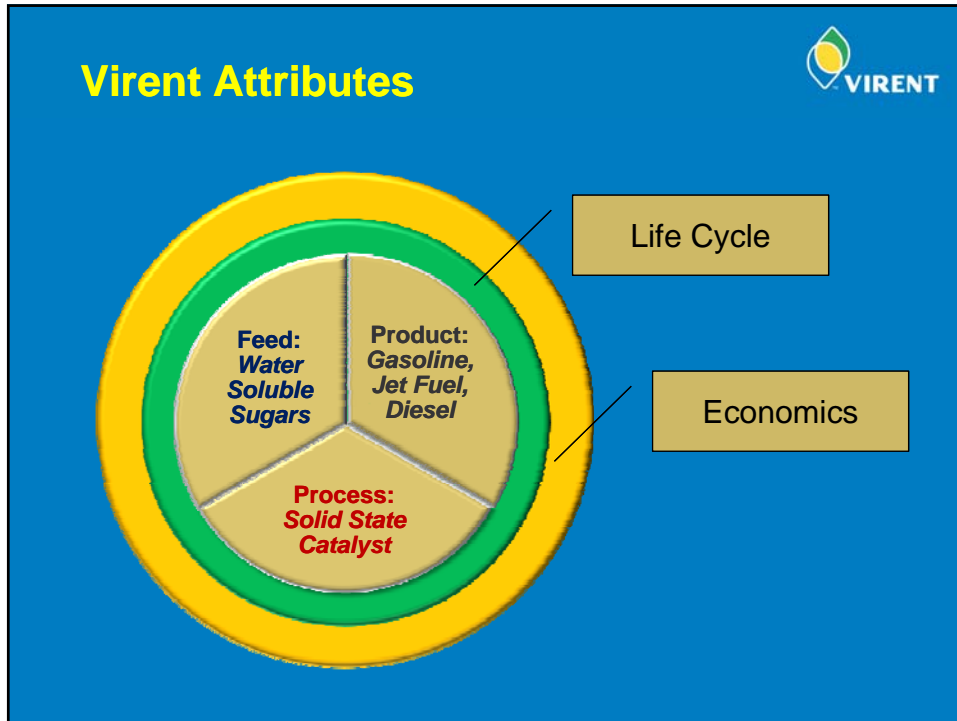 Virent Attributes
VIRENT
Life Cycle
Feed:
Water
Soluble
Sugars
Product:
Gasoline,
Jet Fuel,
Diesel
Economics
Process:
Solid State
Catalyst